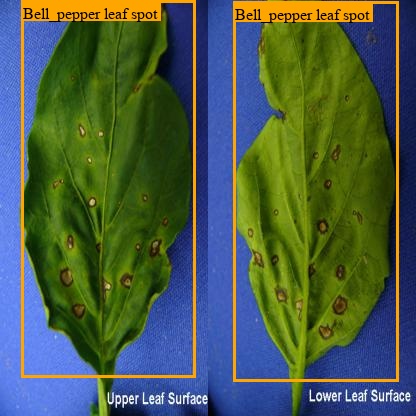 Bell_pepper leaf spot
Bell_pepper leaf spot
Upper Leaf Surface
Lower Leaf Surface